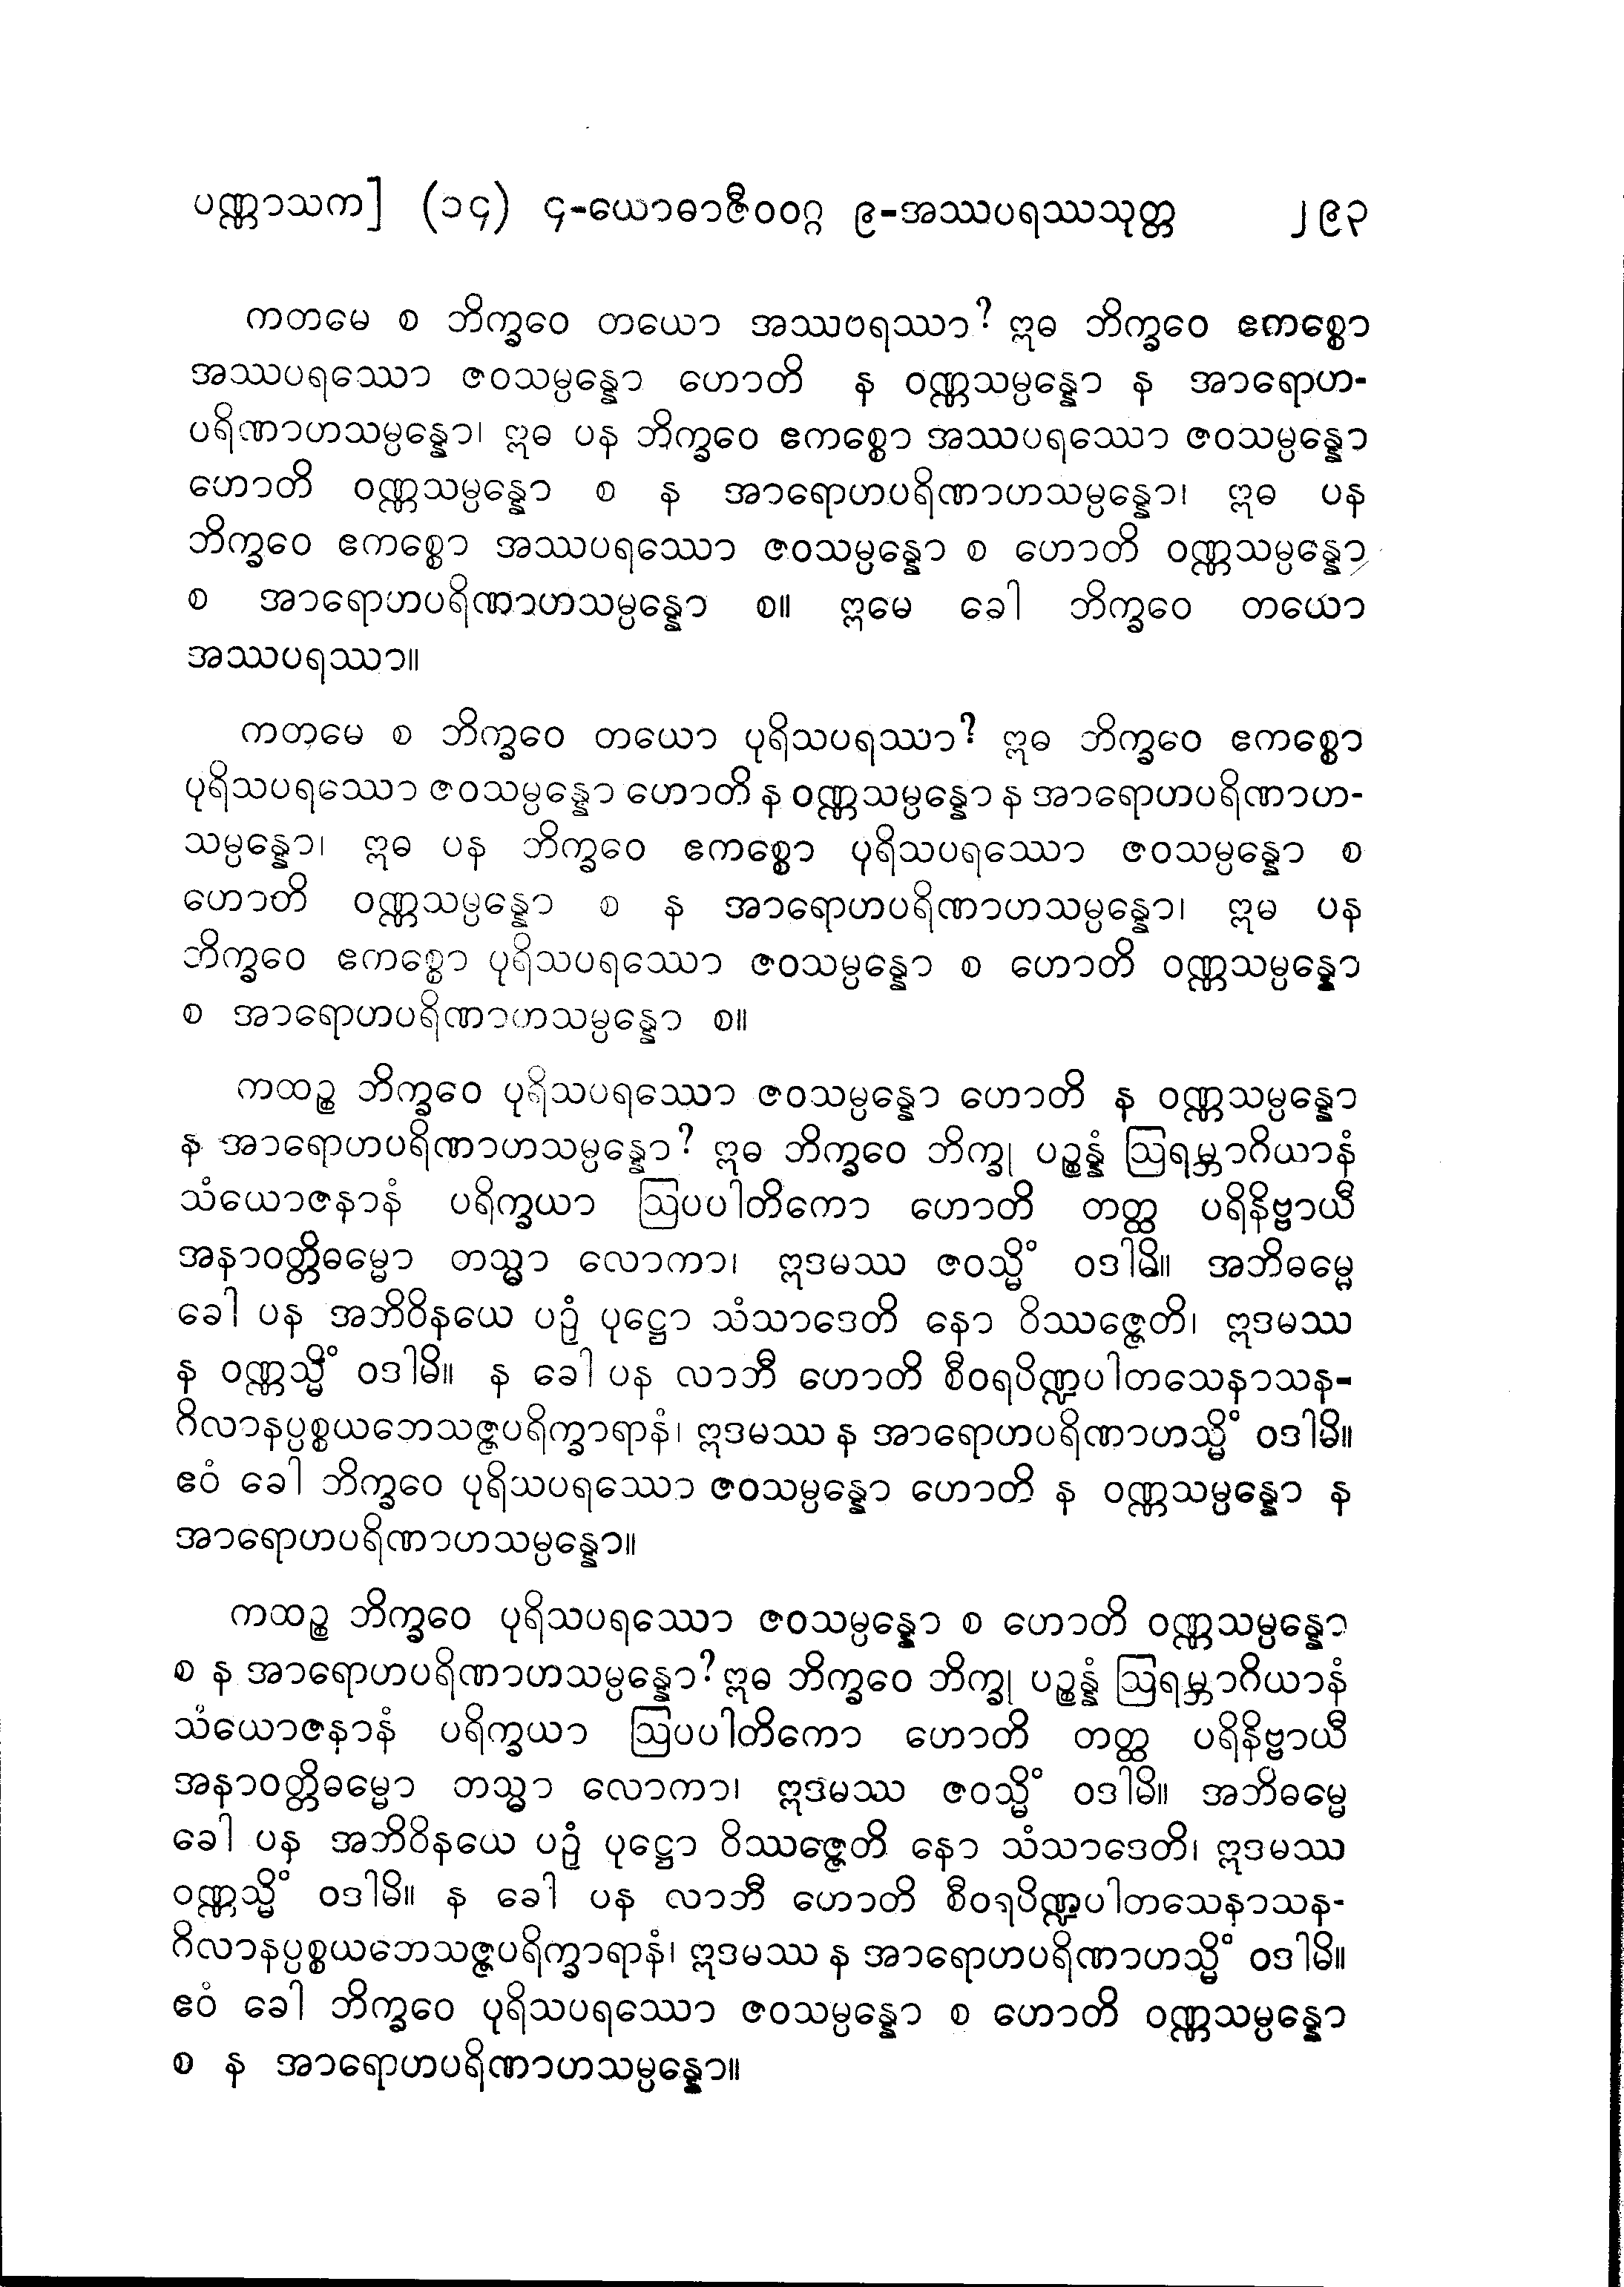 ပဏ္ဏာသက] (၁၄) ၄-ယောဓာဇီဝဝဂ္ဂ ၉-အဿပရဿသုတ္တ ၂၉၃
ကတမေ စ ဘိက္ခဝေ တယော အဿပရဿာ? ဣဓ ဘိက္ခဝေ ဧကစ္စော
အဿပရဿော ဇဝသမ္ပန္နော ဟောတိ န ဝဏ္ဏသမ္ပန္နော န အာရောဟ-
ပရိဏာဟသမ္ပန္နော၊ ဣဓ ပန ဘိက္ခဝေ ဧကစ္စော အဿပရဿော ဇဝသမ္ပန္နော
ဟောတိ ဝဏ္ဏသမ္ပန္နော စ န အာရောဟပရိဏာဟသမ္ပန္နော၊ ဣဓ ပန
ဘိက္ခဝေ ဧကစ္စော အဿပရဿော ဇဝသမ္ပန္နော စ ဟောတိ ဝဏ္ဏသမ္ပန္နော
စ အာရောဟပရိဏာဟသမ္ပန္နော စ။ ဣမေ ခေါ ဘိက္ခဝေ တယော
အဿပရဿာ။
ကတမေ စ ဘိက္ခဝေ တယော ပုရိသပရဿာ? ဣဓ ဘိက္ခဝေ ဧကစ္စော
ပုရိသပရဿော ဇဝသမ္ပန္နော ဟောတိ န ဝဏ္ဏသမ္ပန္နော န အာရောဟပရိဏာဟ-
သမ္ပန္နော၊ ဣဓ ပန ဘိက္ခဝေ ဧကစ္စော ပုရိသပရဿော ဇဝသမ္ပန္နော စ
ဟောတိ ဝဏ္ဏသမ္ပန္နော စ န အာရောဟပရိဏာဟသမ္ပန္နော၊ ဣမ ပန
ဘိက္ခဝေ ဧကစ္စော ပုရိသပရဿော ဇဝသမ္ပန္နော စ ဟောတိ ဝဏ္ဏသမ္ပန္နော
စ အာရောဟပရိဏာဟသမ္ပန္နော စ။
ကထဉ္စ ဘိက္ခဝေ ပုရိသပရဿော ဇဝသမ္ပန္နော ဟောတိ န ဝဏ္ဏသမ္ပန္နော
န အာရောဟပရိဏာဟသမ္ပန္နော? ဣဓ ဘိက္ခဝေ ဘိက္ခု ပဉ္စန္နံ ဩရမ္ဘာဂိယာနံ
သံယောဇနာနံ ပရိက္ခယာ ဩပပါတိကော ဟောတိ တတ္ထ ပရိနိဗ္ဗာယီ
အနာဝတ္တိဓမ္မော တသ္မာ လောကာ၊ ဣဒမဿ ဇဝသ္မိံ ဝဒါမိ။ အဘိဓမ္မေ
ခေါ ပန အဘိဝိနယေ ပဉှံ ပုဋ္ဌော သံသာဒေတိ နော ဝိဿဇ္ဇေတိ၊ ဣဒမဿ
န ဝဏ္ဏသ္မိံ ဝဒါမိ။ န ခေါ ပန လာဘီ ဟောတိ စီဝရပိဏ္ဍပါတသေနာသန-
ဂိလာနပ္ပစ္စယဘေသဇ္ဇပရိက္ခာရာနံ၊ ဣဒမဿ န အာရောဟပရိဏာဟသ္မိံ ဝဒါမိ။
ဧဝံ ခေါ ဘိက္ခဝေ ပုရိသပရဿော ဇဝသမ္ပန္နော ဟောတိ န ဝဏ္ဏသမ္ပန္နော န
အာရောဟပရိဏာဟသမ္ပန္နော။
ကထဉ္စ ဘိက္ခဝေ ပုရိသပရဿော ဇဝသမ္ပန္နော စ ဟောတိ ဝဏ္ဏသမ္ပန္နော
စ န အာရောဟပရိဏာဟသမ္ပန္နော? ဣဓ ဘိက္ခဝေ ဘိက္ခု ပဉ္စန္နံ ဩရမ္ဘာဂိယာနံ
သံယောဇနာနံ ပရိက္ခယာ ဩပပါတိကော ဟောတိ တတ္ထ ပရိနိဗ္ဗာယီ
အနာဝတ္တိဓမ္မော တသ္မာ လောကာ၊ ဣဒမဿ ဇဝသ္မိံ ဝဒါမိ။ အဘိဓမ္မေ
ခေါ ပန အဘိဝိနယေ ပဉှံ ပုဋ္ဌော ဝိဿဇ္ဇေတိ နော သံသာဒေတိ၊ ဣဒမဿ
ဝဏ္ဏသ္မိံ ဝဒါမိ။ န ခေါ ပန လာဘီ ဟောတိ စီဝရပိဏ္ဍပါတသေနာသန-
ဂိလာနပ္ပစ္စယဘေသဇ္ဇပရိက္ခာရာနံ၊ ဣဒမဿ န အာရောဟပရိဏာဟသ္မိံ ဝဒါမိ။
ဧဝံ ခေါ ဘိက္ခဝေ ပုရိသပရဿော ဇဝသမ္ပန္နော စ ဟောတိ ဝဏ္ဏသမ္ပန္နော
စ န အာရောဟပရိဏာဟသမ္ပန္နော။